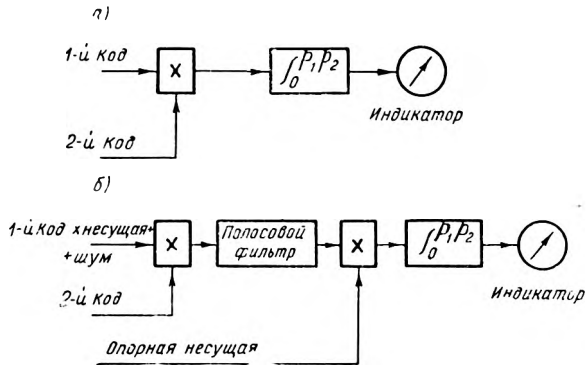 а)
1-й код
X
∫₀ P₁P₂
Индикатор
2-й код
б)
1-й код хнесущая+
+шум
X
Полосовой
фильтр
X
∫₀ P₁P₂
Индикатор
2-й код
Опорная несущая